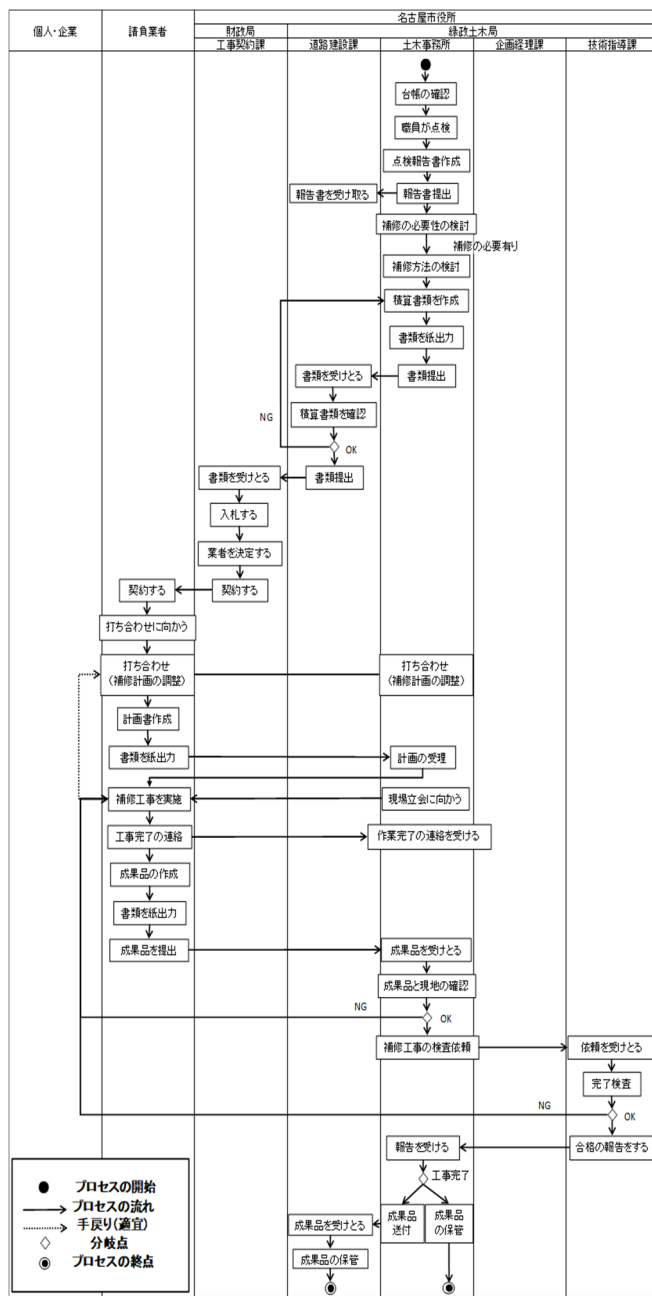 名古屋市役所
個人・企業
請負業者
財政局
緑政土木局
工事契約課
道路建設課
土木事務所
企画経理課
技術指導課
台帳の確認
職員が点検
点検報告書作成
報告書を受け取る
報告書提出
補修の必要性の検討
補修の必要有り
補修方法の検討
積算書類を作成
書類を紙出力
書類を受けとる
書類提出
積算書類を確認
NG
OK
書類を受けとる
書類提出
入札する
業者を決定する
契約する
契約する
打ち合わせに向かう
打ち合わせ
(補修計画の調整)
打ち合わせ
(補修計画の調整)
計画書作成
書類を紙出力
計画の受理
補修工事を実施
現場立会に向かう
工事完了の連絡
作業完了の連絡を受ける
成果品の作成
書類を紙出力
成果品を提出
成果品を受けとる
成果品と現地の確認
NG
OK
補修工事の検査依頼
依頼を受けとる
完了検査
NG
OK
報告を受ける
合格の報告をする
工事完了
成果品を受けとる
成果品
送付
成果品
の保管
成果品の保管
プロセスの開始
プロセスの流れ
手戻り(適宜)
分岐点
プロセスの終点